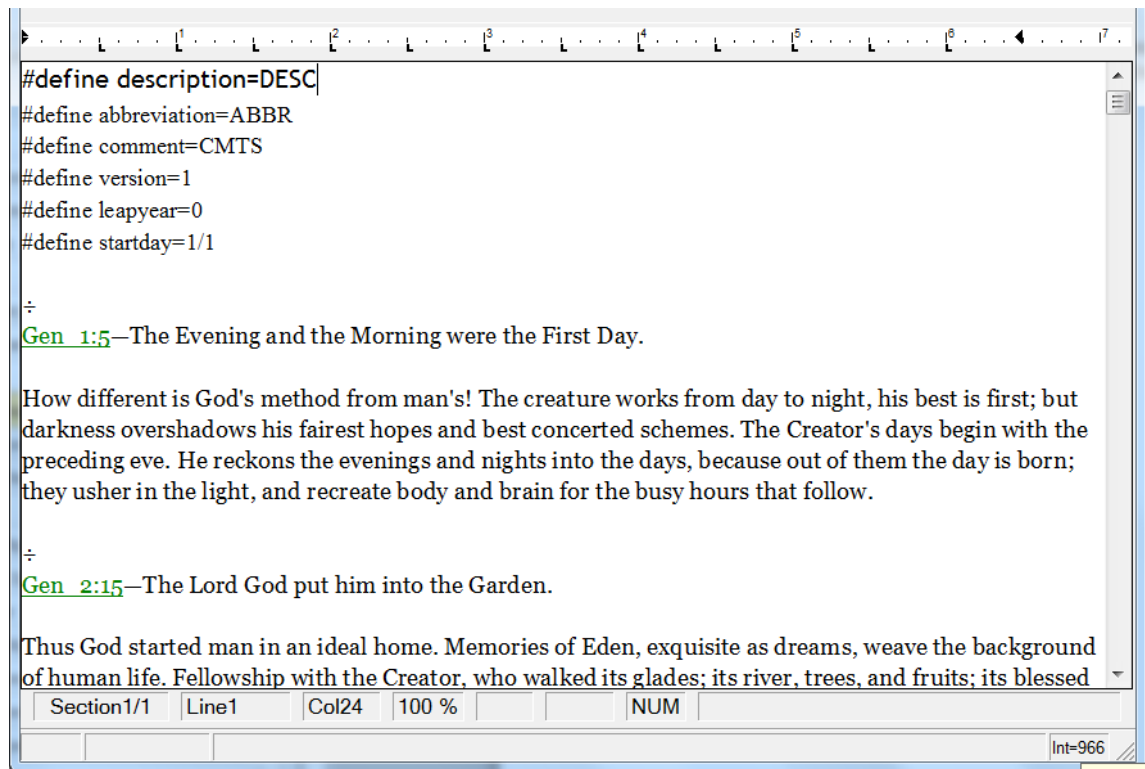 1 2 3 4 5 6 7
#define description=DESC
#define abbreviation=ABBR
#define comment=CMTS
#define version=1
#define leapyear=0
#define startday=1/1
÷
Gen_1:5—The Evening and the Morning were the First Day.
How different is God's method from man's! The creature works from day to night, his best is first; but
darkness overshadows his fairest hopes and best concerted schemes. The Creator's days begin with the
preceding eve. He reckons the evenings and nights into the days, because out of them the day is born;
they usher in the light, and recreate body and brain for the busy hours that follow.
÷
Gen_2:15—The Lord God put him into the Garden.
Thus God started man in an ideal home. Memories of Eden, exquisite as dreams, weave the background
of human life. Fellowship with the Creator, who walked its glades; its river, trees, and fruits; its blessed
Section1/1 Line1 Col24 100 % NUM
Int=966